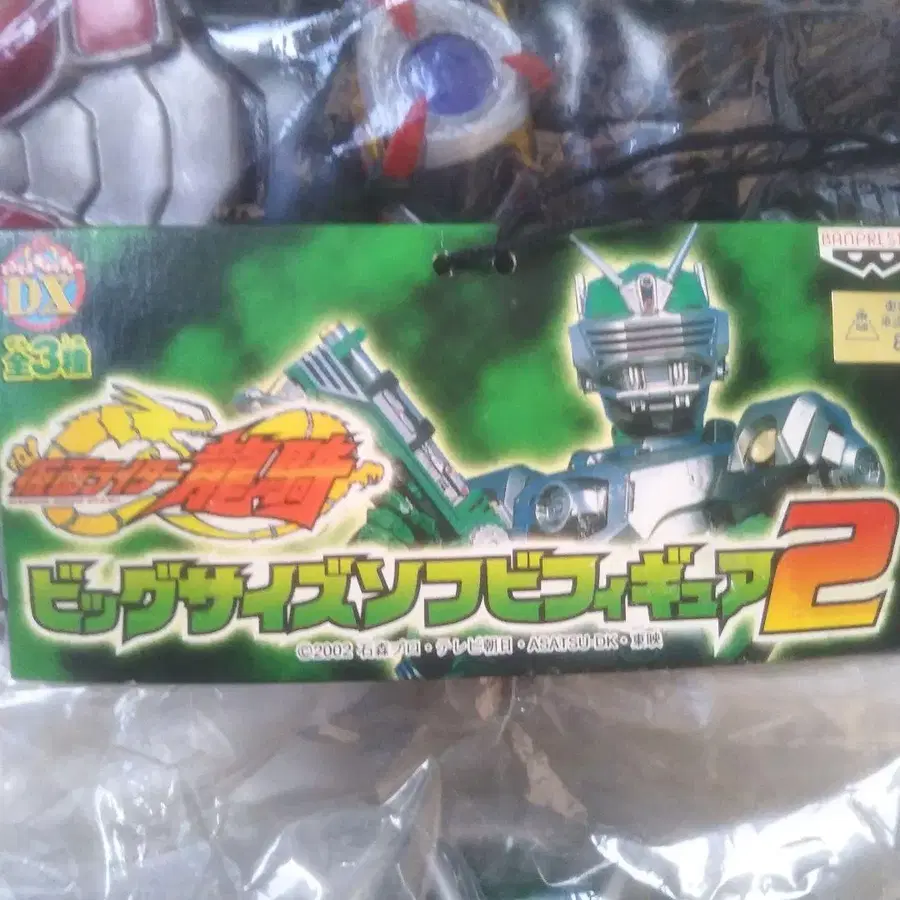 DX
全3種
BANPREST
仮面ライダー龍騎
ビッグサイズソフビフィギュア2
©2002 石森プロ・テレビ朝日・ASATSU-DK・東映